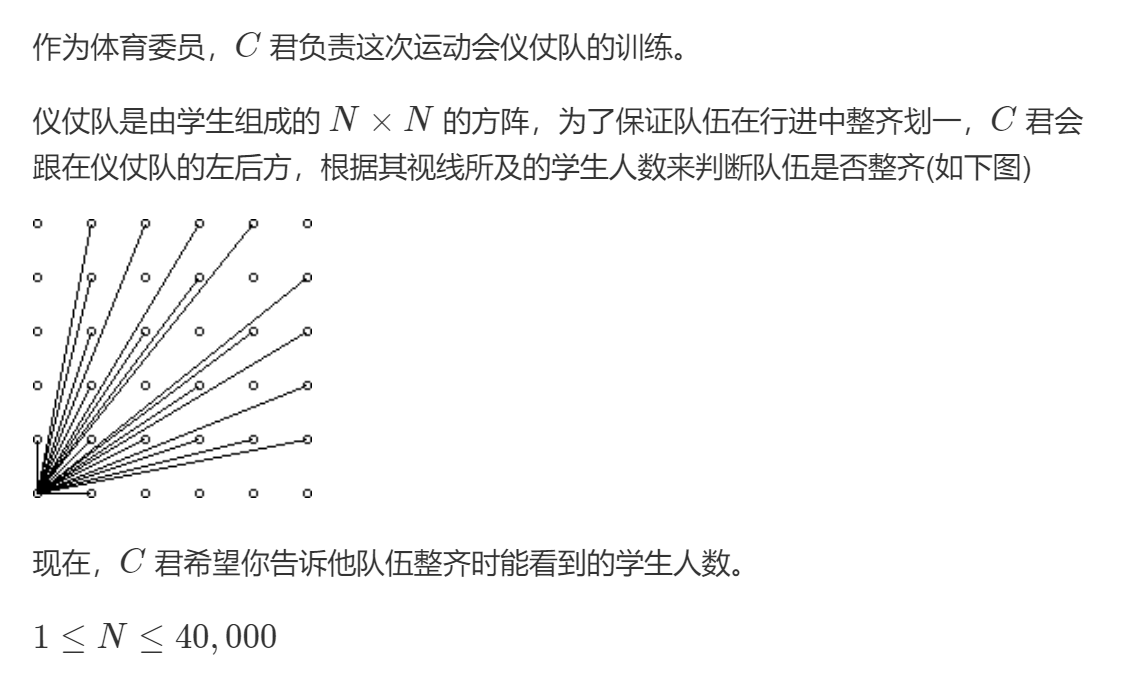 作为体育委员，C 君负责这次运动会仪仗队的训练。
仪仗队是由学生组成的 N × N 的方阵，为了保证队伍在行进中整齐划一，C 君会
跟在仪仗队的左后方，根据其视线所及的学生人数来判断队伍是否整齐(如下图)
现在，C 君希望你告诉他队伍整齐时能看到的学生人数。
1 ≤ N ≤ 40,000